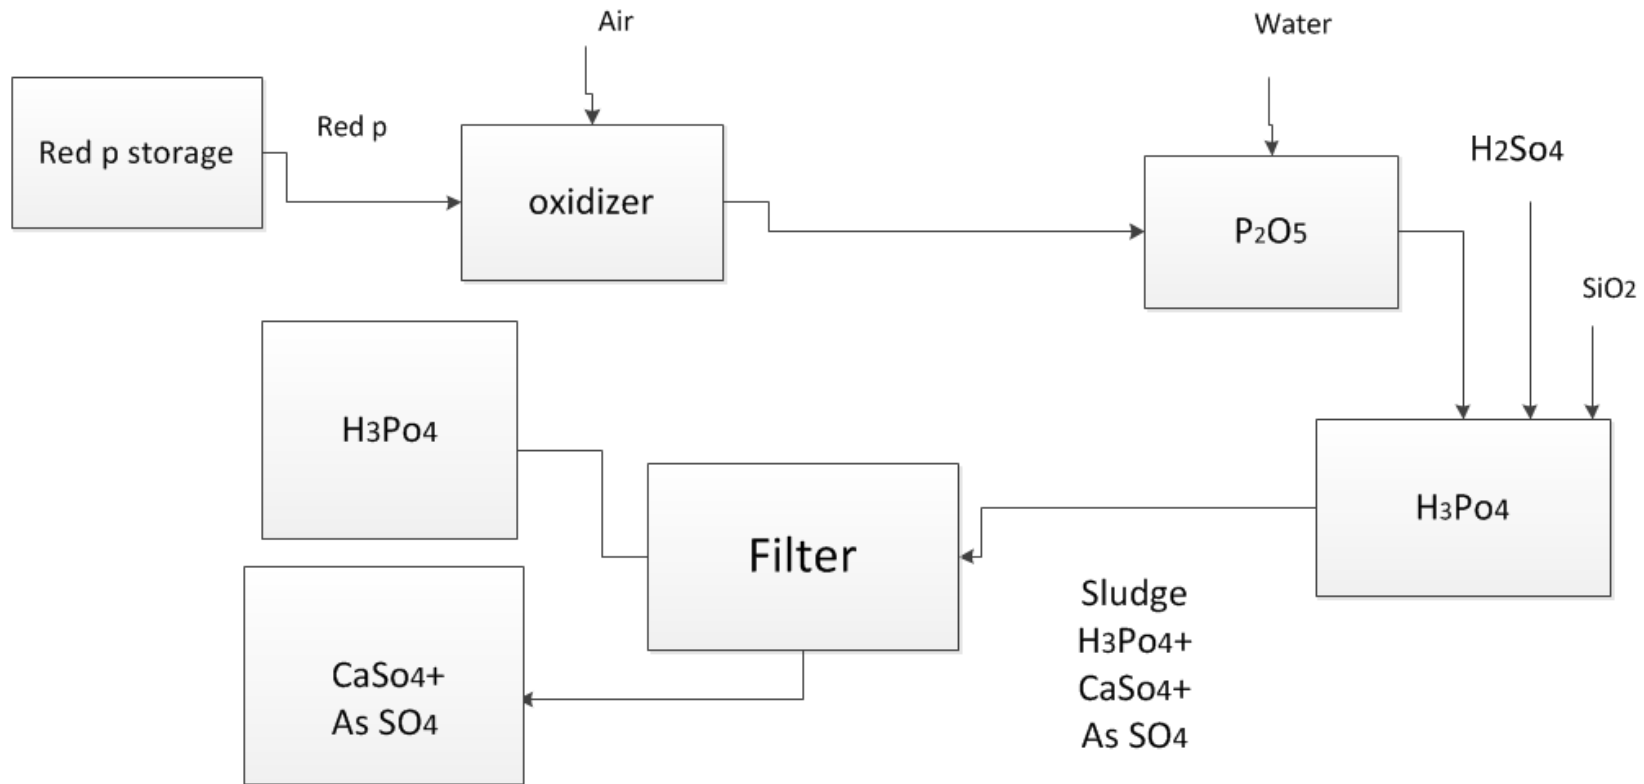 Air
Water
Red p storage
Red p
oxidizer
H2So4
P2O5
SiO2
H3Po4
H3Po4
Filter
Sludge
H3Po4+
CaSo4+
As SO4
CaSo4+
As SO4